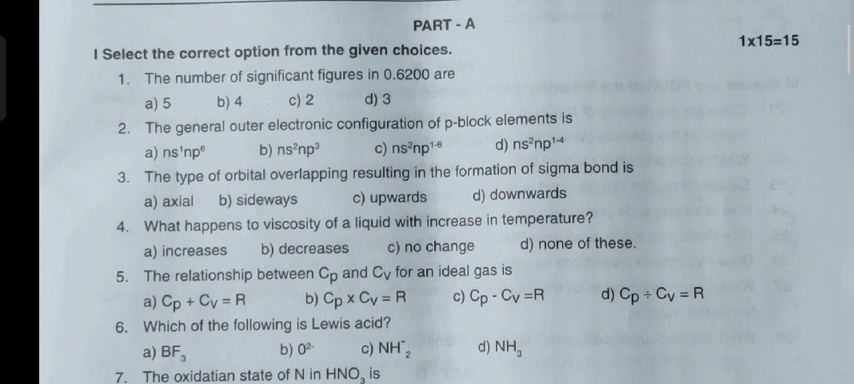 PART - A
I Select the correct option from the given choices. 1x15=15
1. The number of significant figures in 0.6200 are
a) 5 b) 4 c) 2 d) 3
2. The general outer electronic configuration of p-block elements is
a) ns¹np⁶ b) ns²np³ c) ns²np¹⁻⁶ d) ns²np¹⁻⁴
3. The type of orbital overlapping resulting in the formation of sigma bond is
a) axial b) sideways c) upwards d) downwards
4. What happens to viscosity of a liquid with increase in temperature?
a) increases b) decreases c) no change d) none of these.
5. The relationship between Cp and Cv for an ideal gas is
a) Cp + Cv = R b) Cp x Cv = R c) Cp - Cv =R d) Cp ÷ Cv = R
6. Which of the following is Lewis acid?
a) BF₃ b) 0²⁻ c) NH⁻₂ d) NH₃
7. The oxidatian state of N in HNO₃ is